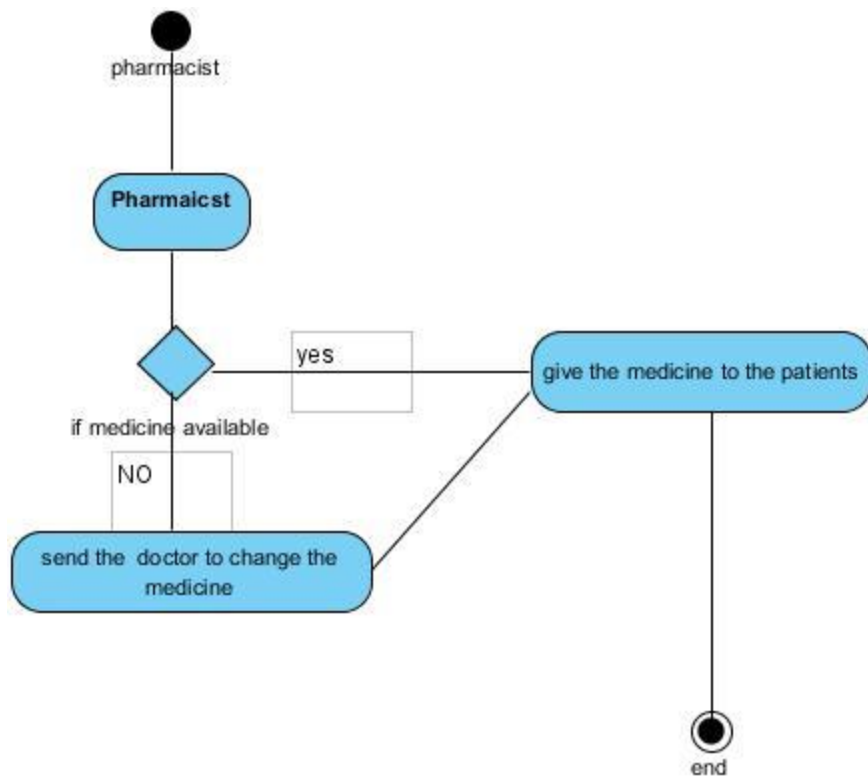 pharmacist
Pharmaicst
yes
give the medicine to the patients
if medicine available
NO
send the doctor to change the
medicine
end